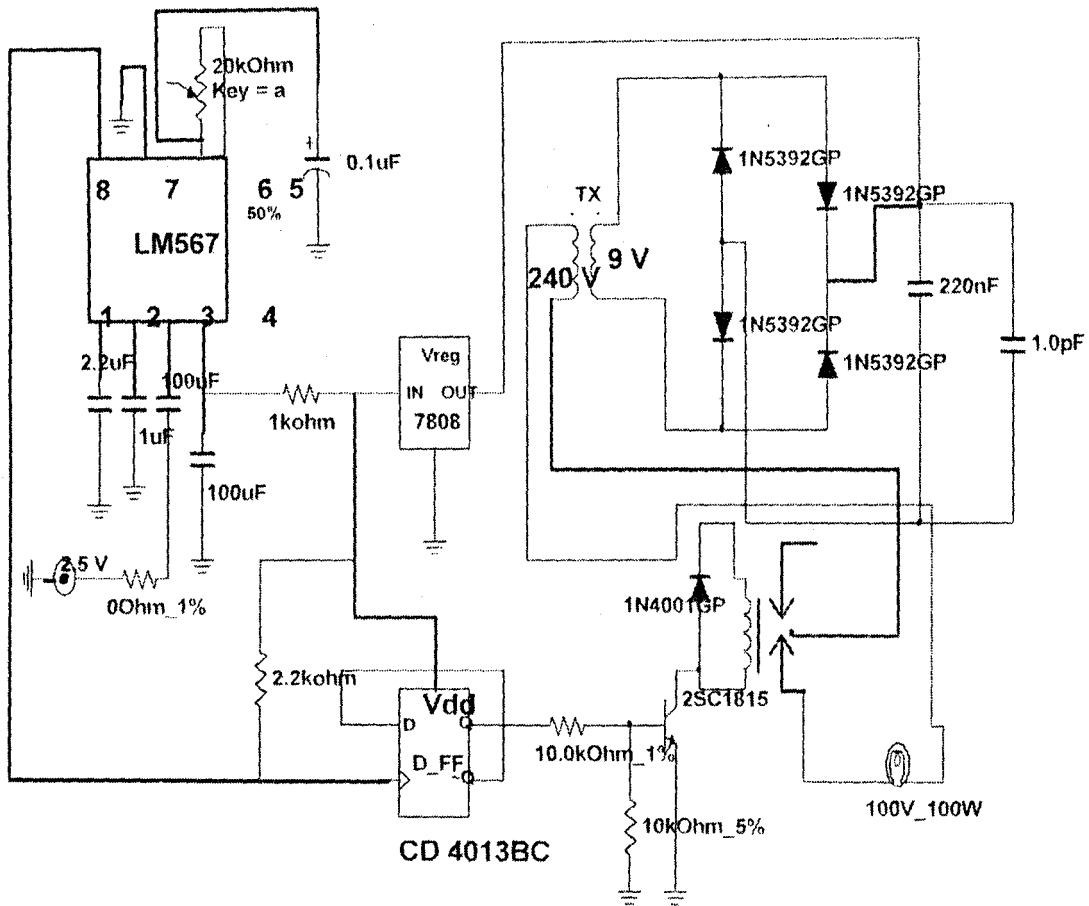 20kOhm
Key = a
0.1uF
8 7 6 5
50%
LM567
1 2 3 4
2.2uF
100uF
1uF
100uF
1kohm
2.5 V
0Ohm_1%
Vreg
IN OUT
7808
TX
240 V
9 V
1N5392GP
1N5392GP
1N5392GP
1N5392GP
220nF
1.0pF
1N4001GP
2SC1815
2.2kohm
Vdd
D Q
D_FF ~Q
CD 4013BC
10.0kOhm_1%
10kOhm_5%
100V_100W